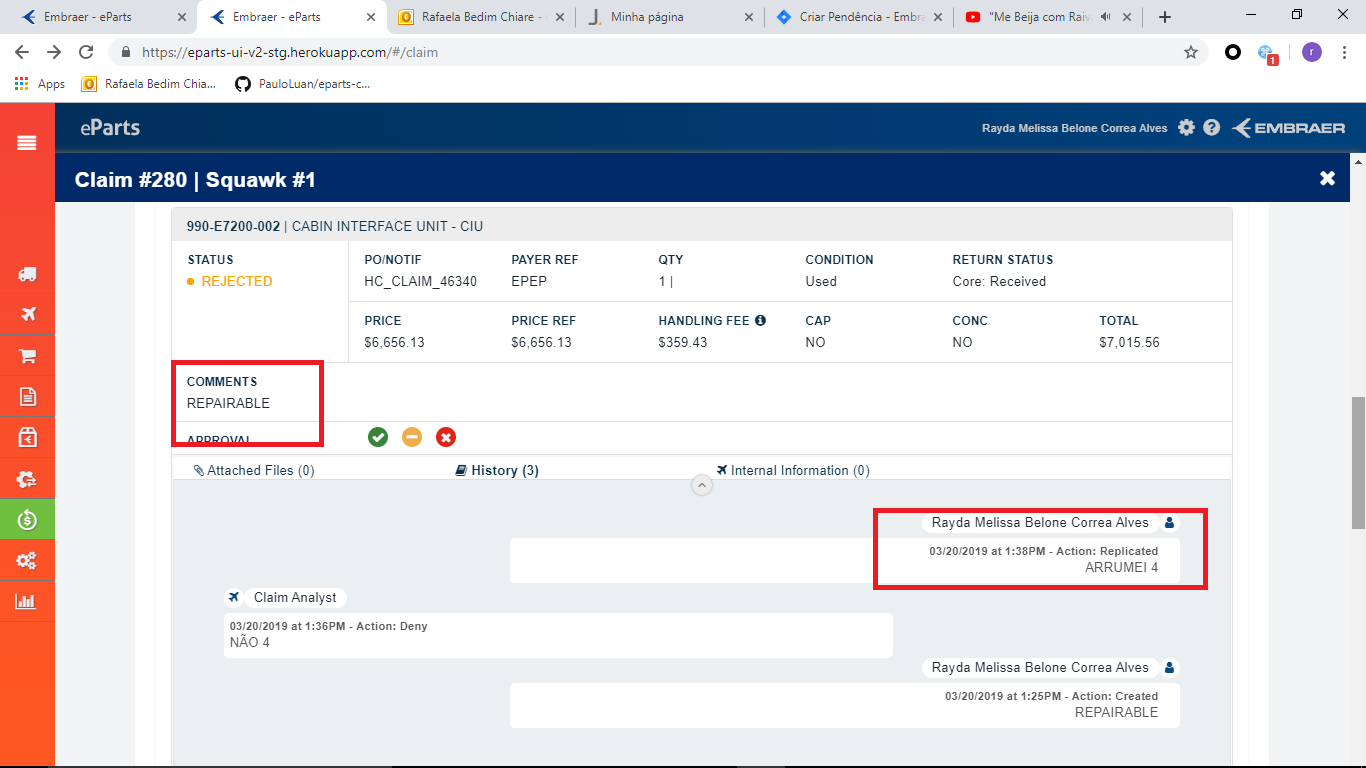 Embraer - eParts
Embraer - eParts
Rafaela Bedim Chiare -
Minha página
Criar Pendência - Embra
"Me Beija com Raiv
https://eparts-ui-v2-stg.herokuapp.com/#/claim
1
r
Apps
Rafaela Bedim Chia...
PauloLuan/eparts-c...
eParts
Rayda Melissa Belone Correa Alves
EMBRAER
Claim #280 | Squawk #1
990-E7200-002 | CABIN INTERFACE UNIT - CIU
STATUS PO/NOTIF PAYER REF QTY CONDITION RETURN STATUS
REJECTED HC_CLAIM_46340 EPEP 1 | Used Core: Received
PRICE PRICE REF HANDLING FEE CAP CONC TOTAL
$6,656.13 $6,656.13 $359.43 NO NO $7,015.56
COMMENTS
REPAIRABLE
APPROVAL
Attached Files (0) History (3) Internal Information (0)
Rayda Melissa Belone Correa Alves
03/20/2019 at 1:38PM - Action: Replicated
ARRUMEI 4
Claim Analyst
03/20/2019 at 1:36PM - Action: Deny
NÃO 4
Rayda Melissa Belone Correa Alves
03/20/2019 at 1:25PM - Action: Created
REPAIRABLE